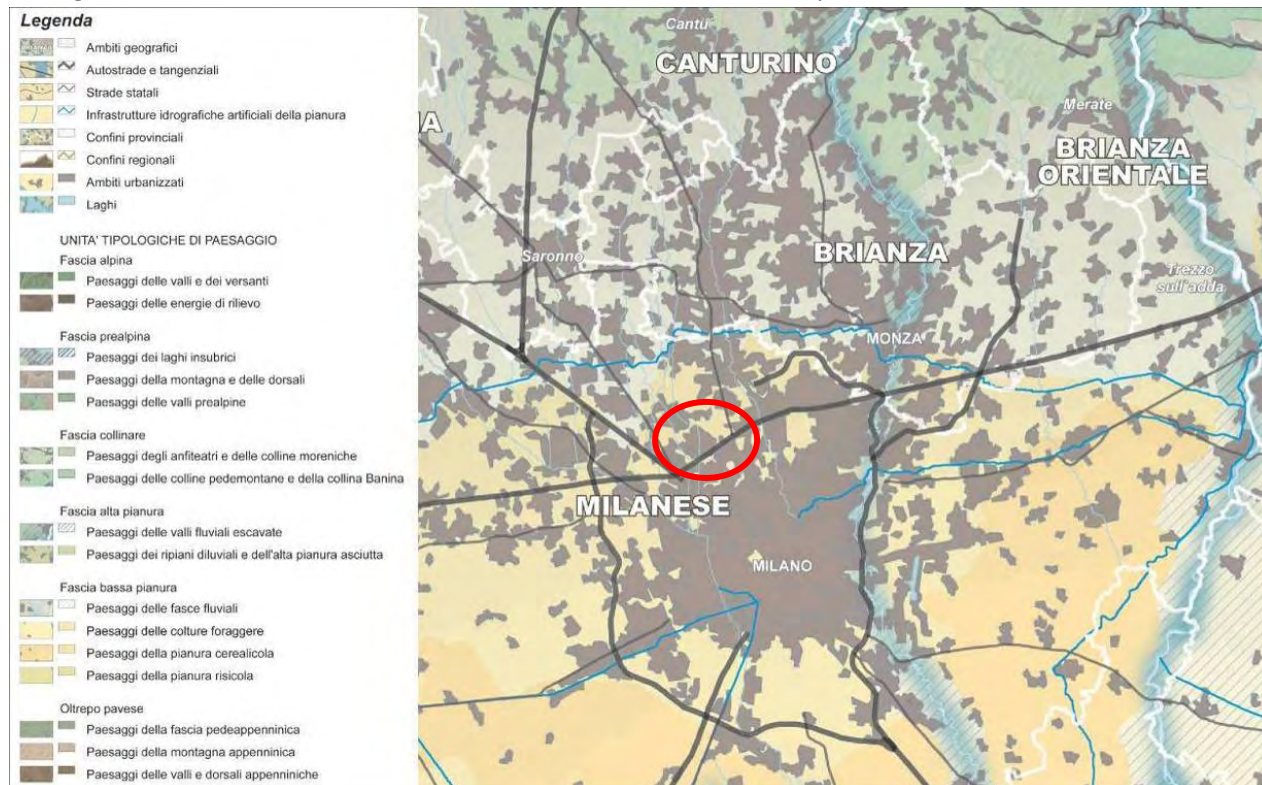 Legenda
Ambiti geografici
Autostrade e tangenziali
Strade statali
Infrastrutture idrografiche artificiali della pianura
Confini provinciali
Confini regionali
Ambiti urbanizzati
Laghi
UNITA' TIPOLOGICHE DI PAESAGGIO
Fascia alpina
Paesaggi delle valli e dei versanti
Paesaggi delle energie di rilievo
Fascia prealpina
Paesaggi dei laghi insubrici
Paesaggi della montagna e delle dorsali
Paesaggi delle valli prealpine
Fascia collinare
Paesaggi degli anfiteatri e delle colline moreniche
Paesaggi delle colline pedemontane e della collina Banina
Fascia alta pianura
Paesaggi delle valli fluviali escavate
Paesaggi dei ripiani diluviali e dell'alta pianura asciutta
Fascia bassa pianura
Paesaggi delle fasce fluviali
Paesaggi delle colture foraggere
Paesaggi della pianura cerealicola
Paesaggi della pianura risicola
Oltrepo pavese
Paesaggi della fascia pedeappenninica
Paesaggi della montagna appenninica
Paesaggi delle valli e dorsali appenniniche
Cantù
CANTURINO
Merate
BRIANZA
ORIENTALE
BRIANZA
Saronno
Trezzo
sull'adda
MONZA
MILANESE
MILANO